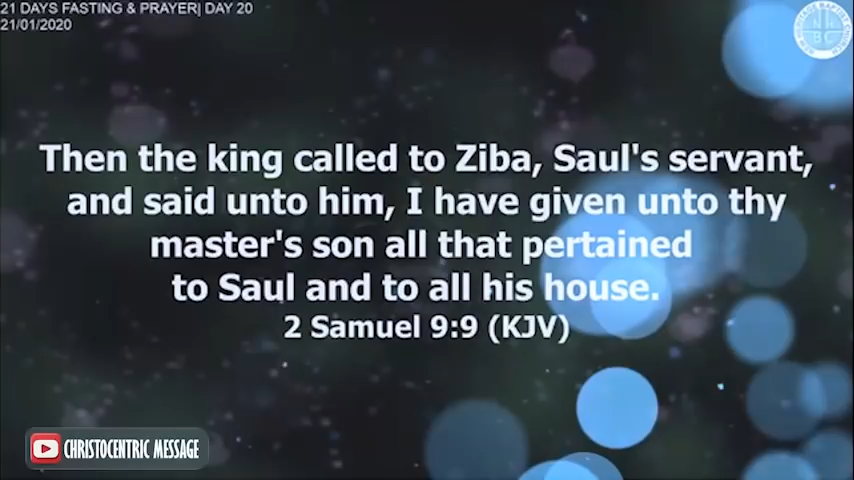 21 DAYS FASTING & PRAYER| DAY 20
21/01/2020
Then the king called to Ziba, Saul's servant,
and said unto him, I have given unto thy
master's son all that pertained
to Saul and to all his house.
2 Samuel 9:9 (KJV)
CHRISTOCENTRIC MESSAGE